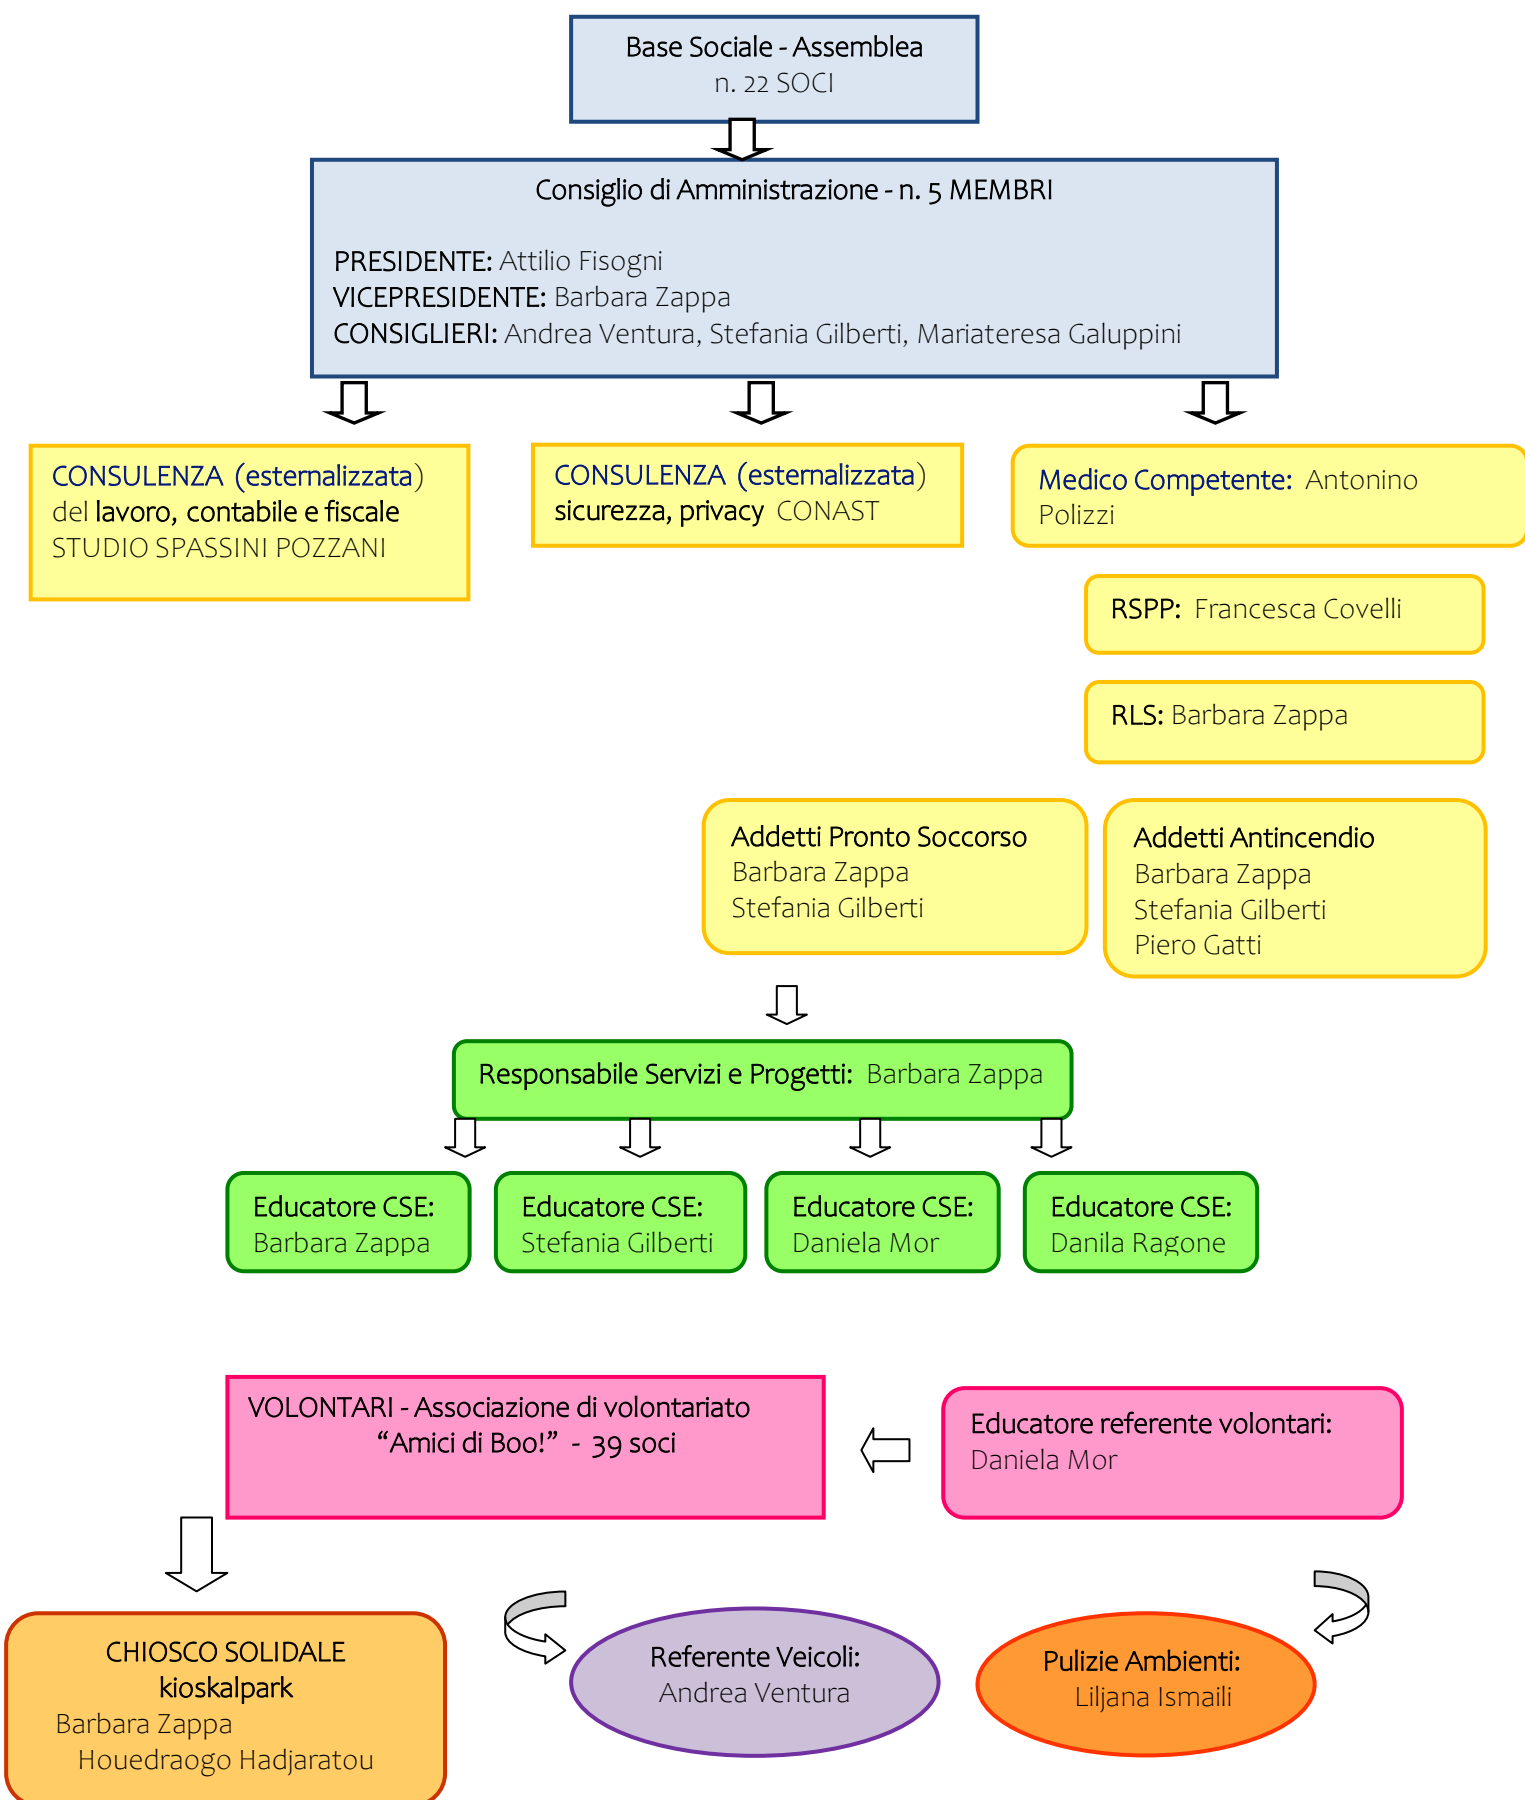 Base Sociale - Assemblea
n. 22 SOCI
Consiglio di Amministrazione - n. 5 MEMBRI
PRESIDENTE: Attilio Fisogni
VICEPRESIDENTE: Barbara Zappa
CONSIGLIERI: Andrea Ventura, Stefania Gilberti, Mariateresa Galuppini
CONSULENZA (esternalizzata)
del lavoro, contabile e fiscale
STUDIO SPASSINI POZZANI
CONSULENZA (esternalizzata)
sicurezza, privacy CONAST
Medico Competente: Antonino
Polizzi
RSPP: Francesca Covelli
RLS: Barbara Zappa
Addetti Pronto Soccorso
Barbara Zappa
Stefania Gilberti
Addetti Antincendio
Barbara Zappa
Stefania Gilberti
Piero Gatti
Responsabile Servizi e Progetti: Barbara Zappa
Educatore CSE:
Barbara Zappa
Educatore CSE:
Stefania Gilberti
Educatore CSE:
Daniela Mor
Educatore CSE:
Danila Ragone
VOLONTARI - Associazione di volontariato
“Amici di Boo!” - 39 soci
Educatore referente volontari:
Daniela Mor
CHIOSCO SOLIDALE
kioskalpark
Barbara Zappa
Houedraogo Hadjaratou
Referente Veicoli:
Andrea Ventura
Pulizie Ambienti:
Liljana Ismaili